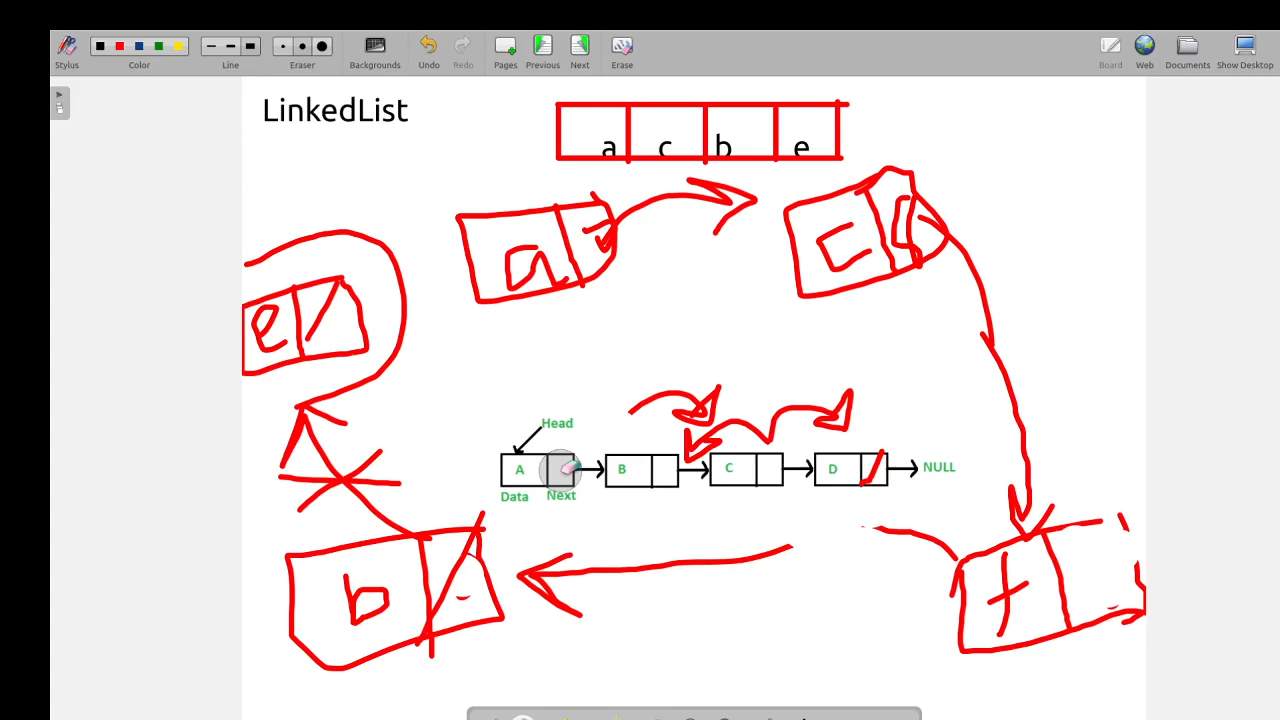 Stylus Color Line Eraser Backgrounds Undo Redo Pages Previous Next Erase Board Web Documents Show Desktop
LinkedList
a c b e
a c
e
Head
A B C D NULL
Data Next
b f